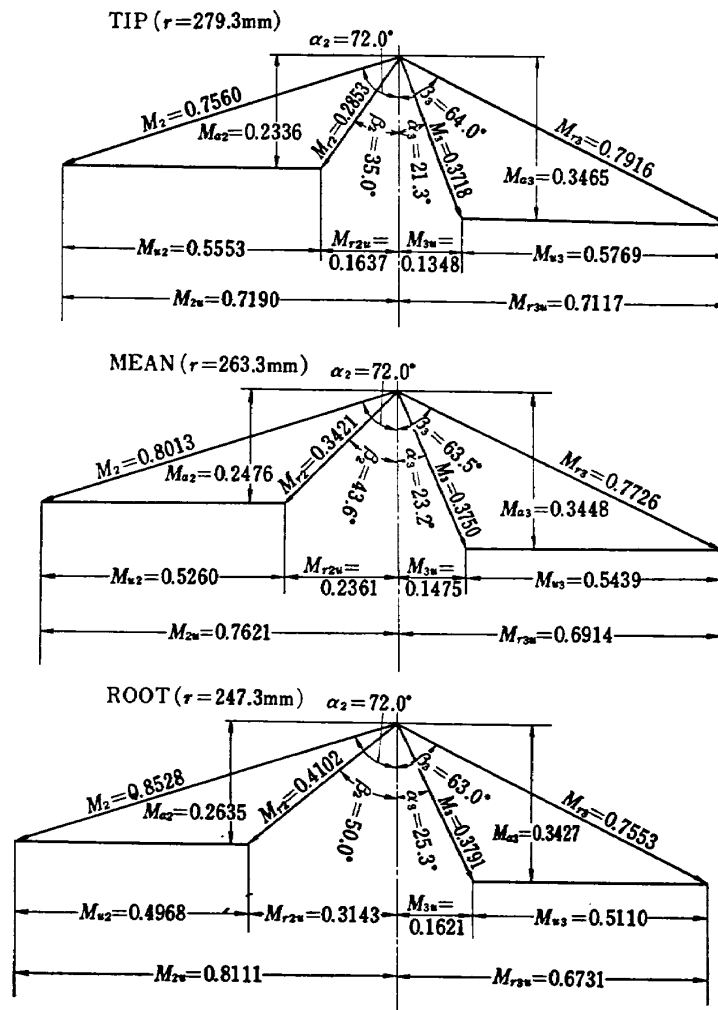 TIP (r=279.3mm)
α₂=72.0°
M₂=0.7560
Mₐ₂=0.2336
Mᵣ₂=0.2853
β₂=35.0°
α₃=21.3°
M₃=0.3718
β₃=64.0°
Mᵣ₃=0.7916
Mₐ₃=0.3465
Mᵤ₂=0.5553
Mᵣ₂ᵤ=
0.1637
M₃ᵤ=
0.1348
Mᵤ₃=0.5769
M₂ᵤ=0.7190
Mᵣ₃ᵤ=0.7117
MEAN (r=263.3mm)
α₂=72.0°
M₂=0.8013
Mₐ₂=0.2476
Mᵣ₂=0.3421
β₂=43.6°
α₃=23.2°
M₃=0.3750
β₃=63.5°
Mᵣ₃=0.7726
Mₐ₃=0.3448
Mᵤ₂=0.5260
Mᵣ₂ᵤ=
0.2361
M₃ᵤ=
0.1475
Mᵤ₃=0.5439
M₂ᵤ=0.7621
Mᵣ₃ᵤ=0.6914
ROOT (r=247.3mm)
α₂=72.0°
M₂=0.8528
Mₐ₂=0.2635
Mᵣ₂=0.4102
β₂=50.0°
α₃=25.3°
M₃=0.3791
β₃=63.0°
Mᵣ₃=0.7553
Mₐ₃=0.3427
Mᵤ₂=0.4968
Mᵣ₂ᵤ=0.3143
M₃ᵤ=
0.1621
Mᵤ₃=0.5110
M₂ᵤ=0.8111
Mᵣ₃ᵤ=0.6731